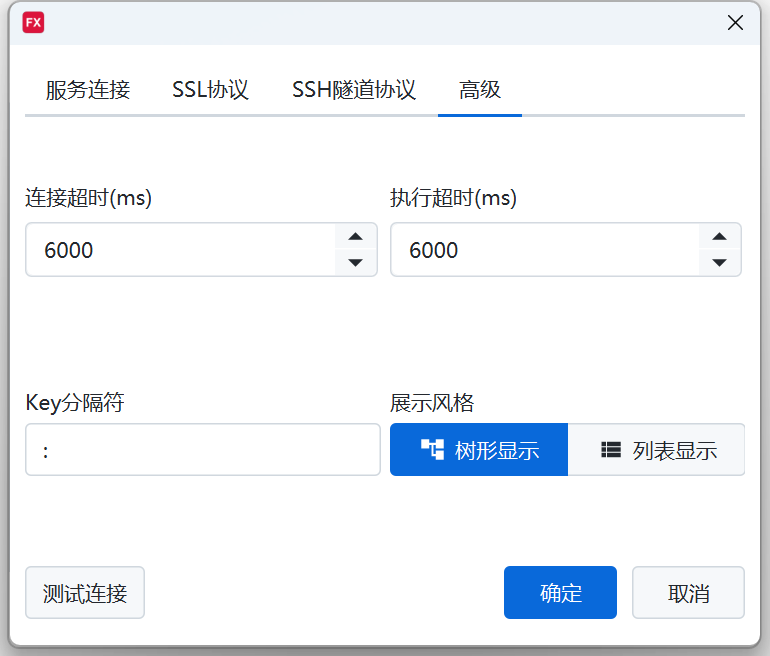 FX
服务连接 SSL协议 SSH隧道协议 高级
连接超时(ms) 执行超时(ms)
6000 6000
Key分隔符 展示风格
: 树形显示 列表显示
测试连接 确定 取消